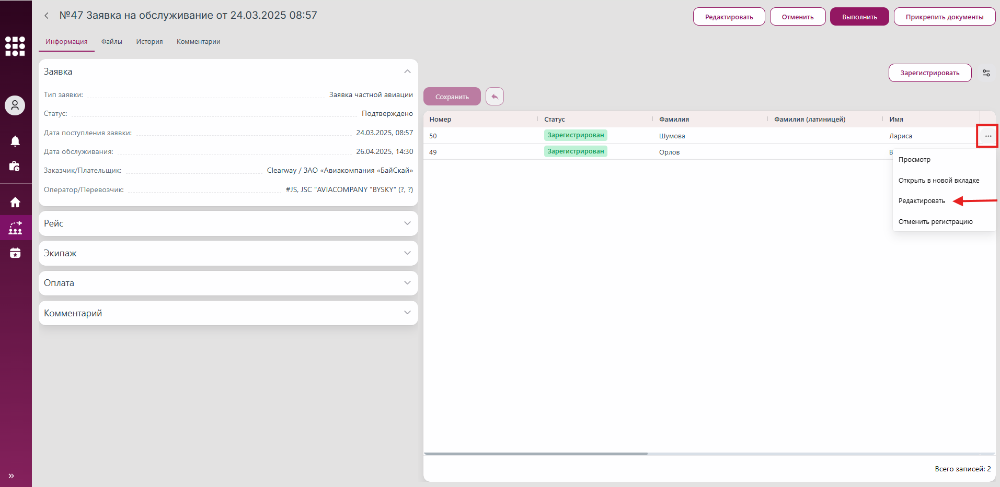 №47 Заявка на обслуживание от 24.03.2025 08:57
Редактировать
Отменить
Выполнить
Прикрепить документы
Информация
Файлы
История
Комментарии
Заявка
Тип заявки: Заявка частной авиации
Статус: Подтверждено
Дата поступления заявки: 24.03.2025, 08:57
Дата обслуживания: 26.04.2025, 14:30
Заказчик/Плательщик: Clearway / ЗАО «Авиакомпания «БайСкай»
Оператор/Перевозчик: #JS, JSC "AVIACOMPANY "BYSKY" (?, ?)
Рейс
Экипаж
Оплата
Комментарий
Зарегистрировать
Сохранить
Номер Статус Фамилия Фамилия (латиницей) Имя
50 Зарегистрирован Шумова Лариса
49 Зарегистрирован Орлов В
Просмотр
Открыть в новой вкладке
Редактировать
Отменить регистрацию
Всего записей: 2